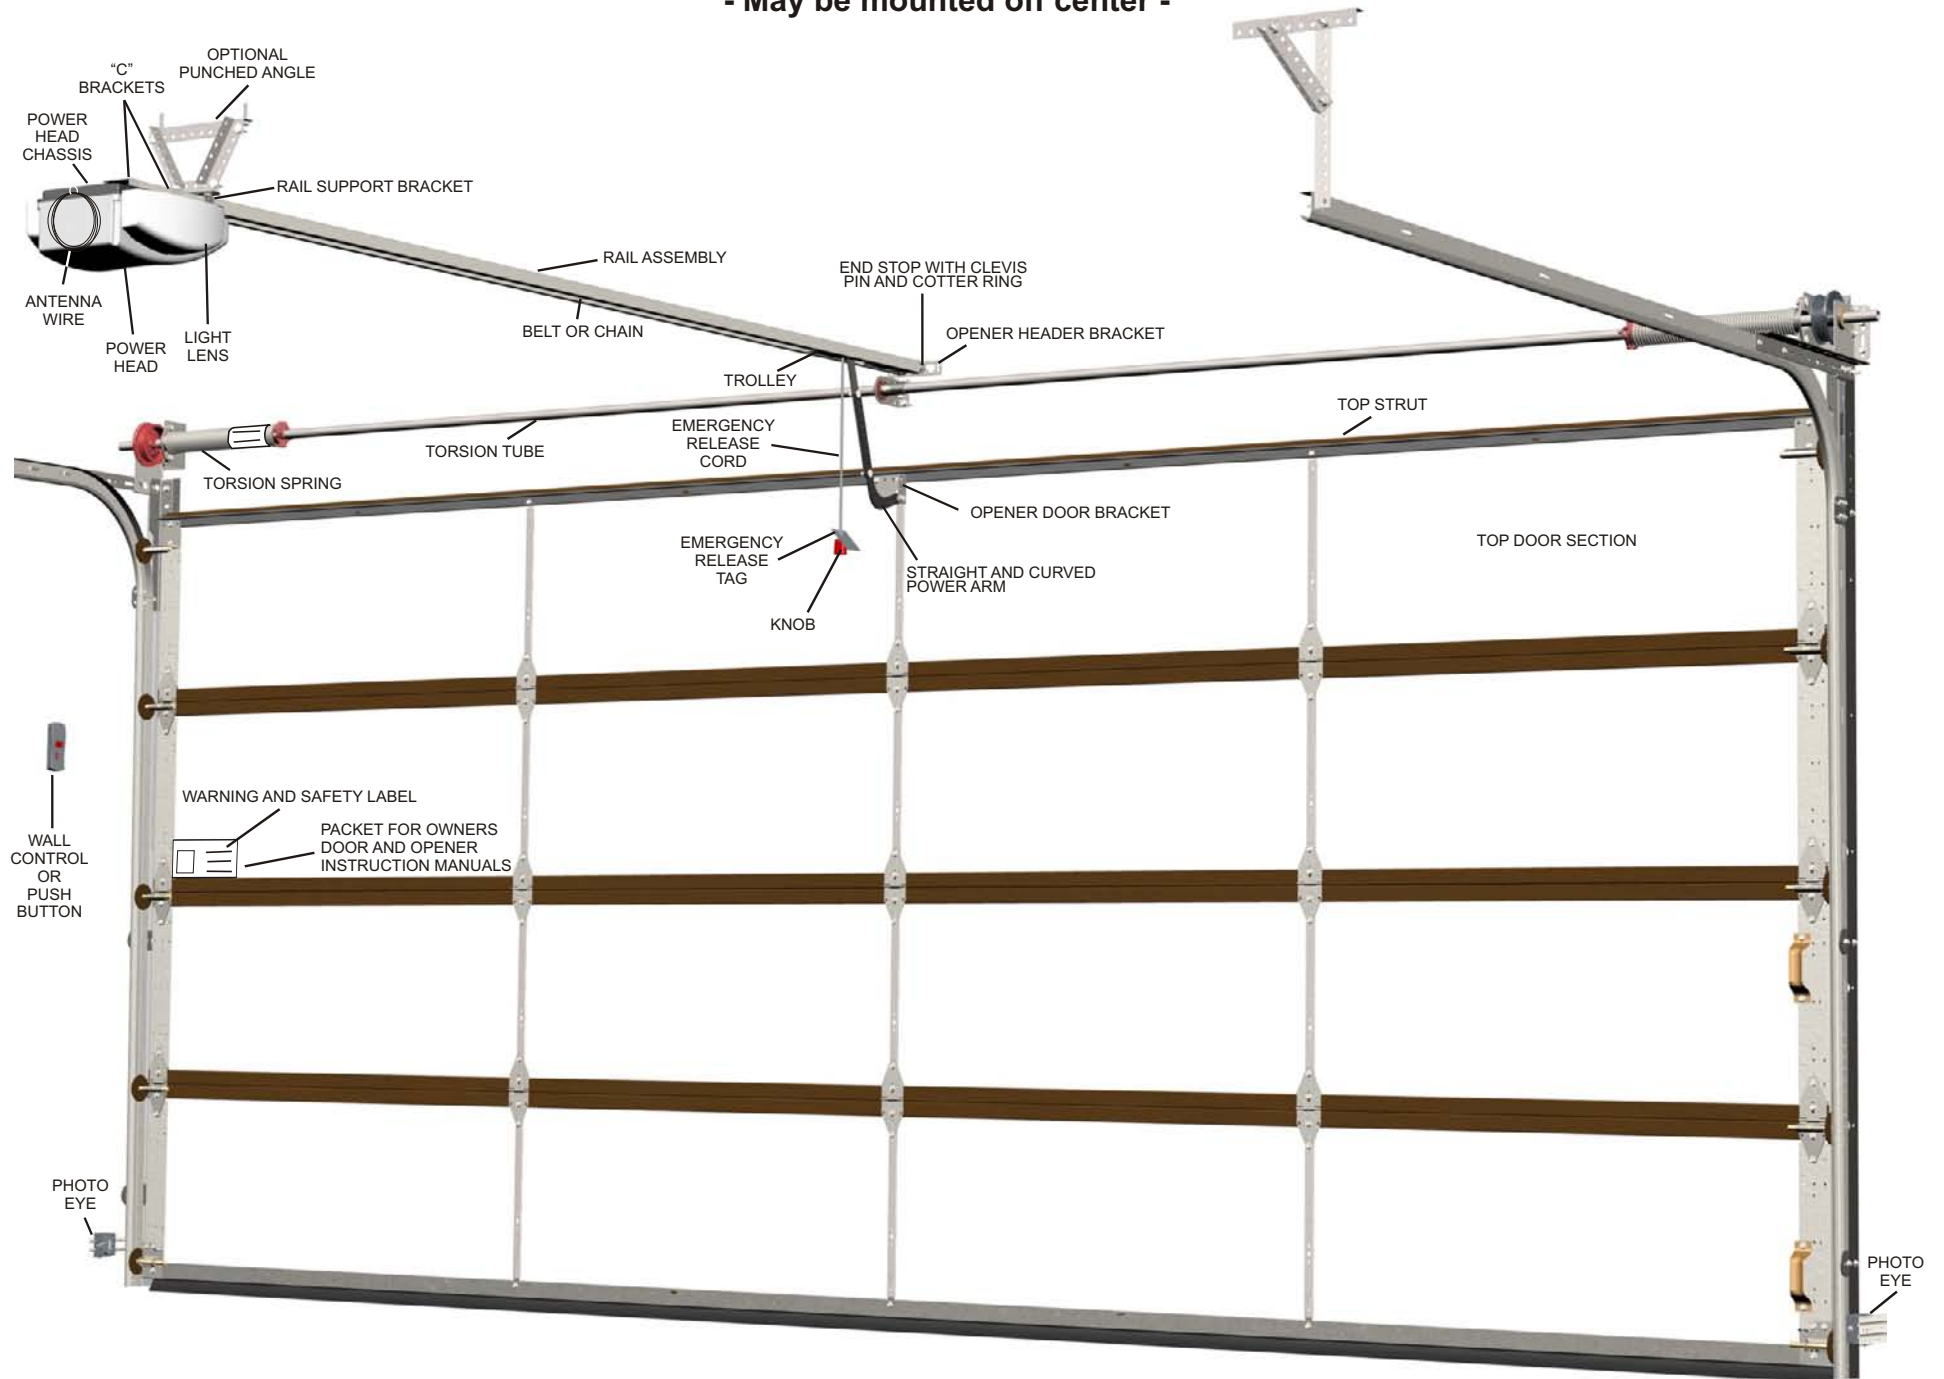 - May be mounted off center -
OPTIONAL
PUNCHED ANGLE
“C”
BRACKETS
POWER
HEAD
CHASSIS
RAIL SUPPORT BRACKET
RAIL ASSEMBLY
END STOP WITH CLEVIS
PIN AND COTTER RING
ANTENNA
WIRE
POWER
HEAD
LIGHT
LENS
BELT OR CHAIN
OPENER HEADER BRACKET
TROLLEY
TOP STRUT
EMERGENCY
RELEASE
CORD
TORSION TUBE
TORSION SPRING
OPENER DOOR BRACKET
EMERGENCY
RELEASE
TAG
TOP DOOR SECTION
STRAIGHT AND CURVED
POWER ARM
KNOB
WARNING AND SAFETY LABEL
PACKET FOR OWNERS
DOOR AND OPENER
INSTRUCTION MANUALS
WALL
CONTROL
OR
PUSH
BUTTON
PHOTO
EYE
PHOTO
EYE